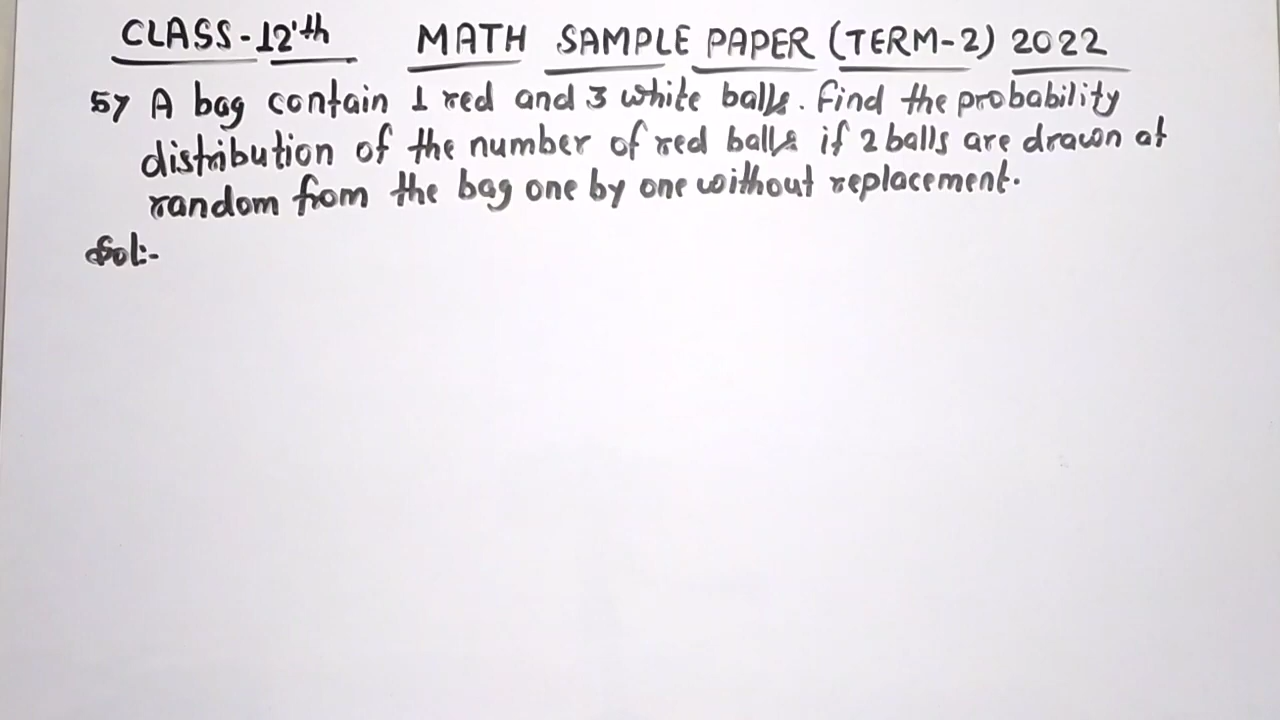 CLASS-12'th MATH SAMPLE PAPER (TERM-2) 2022
5) A bag contain 1 red and 3 white balls. Find the probability
distribution of the number of red balls if 2 balls are drawn at
random from the bag one by one without replacement.
Sol:-